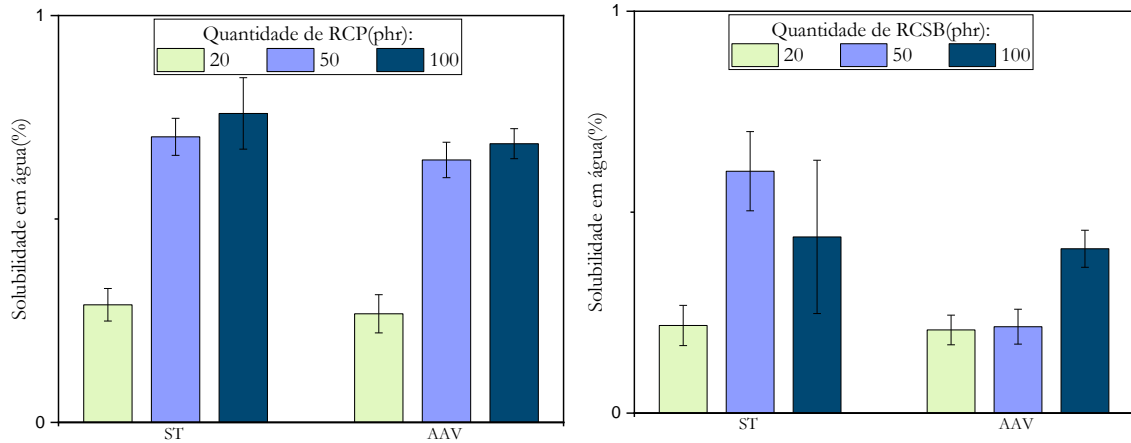 1
Quantidade de RCP(phr):
20 50 100
Solubilidade em água(%)
0
ST AAV
1
Quantidade de RCSB(phr):
20 50 100
Solubilidade em água(%)
0
ST AAV